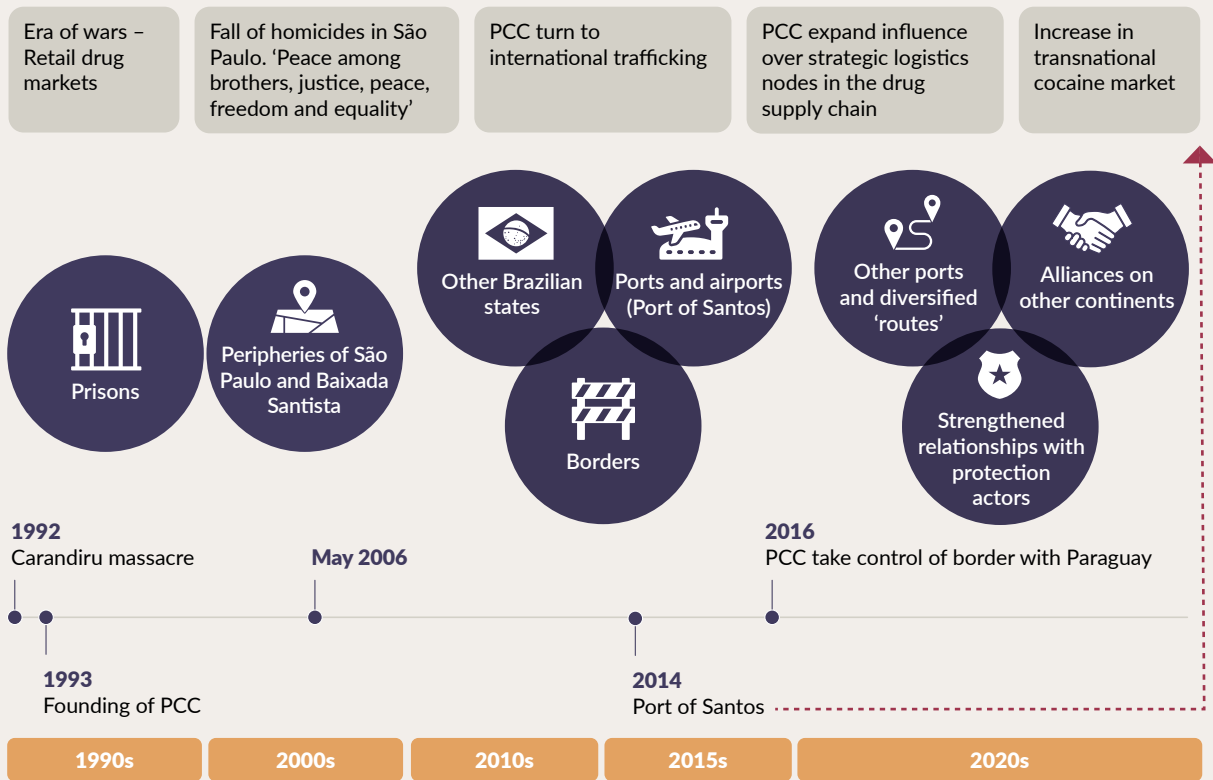 Era of wars –
Retail drug
markets
Fall of homicides in São
Paulo. ‘Peace among
brothers, justice, peace,
freedom and equality’
PCC turn to
international trafficking
PCC expand influence
over strategic logistics
nodes in the drug
supply chain
Increase in
transnational
cocaine market
Prisons
Peripheries of São
Paulo and Baixada
Santista
Other Brazilian
states
Ports and airports
(Port of Santos)
Borders
Other ports
and diversified
‘routes’
Alliances on
other continents
Strengthened
relationships with
protection
actors
1992
Carandiru massacre
May 2006
2016
PCC take control of border with Paraguay
1993
Founding of PCC
2014
Port of Santos
1990s
2000s
2010s
2015s
2020s